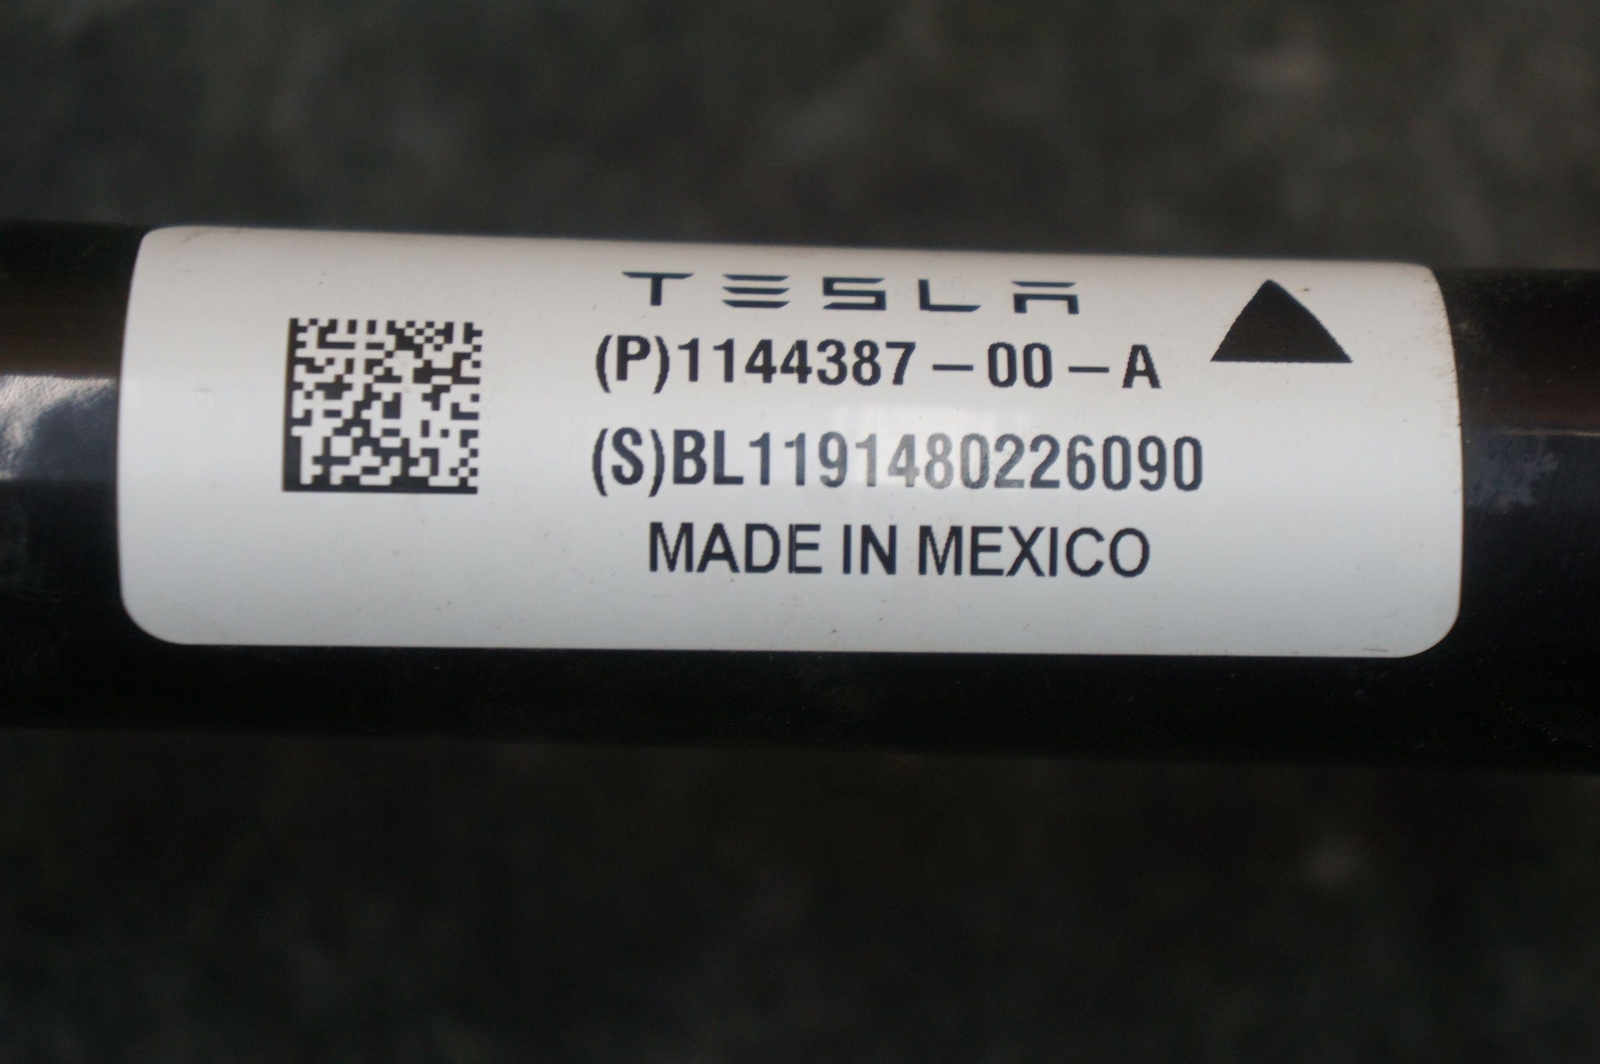 TESLA
(P)1144387-00-A
(S)BL1191480226090
MADE IN MEXICO